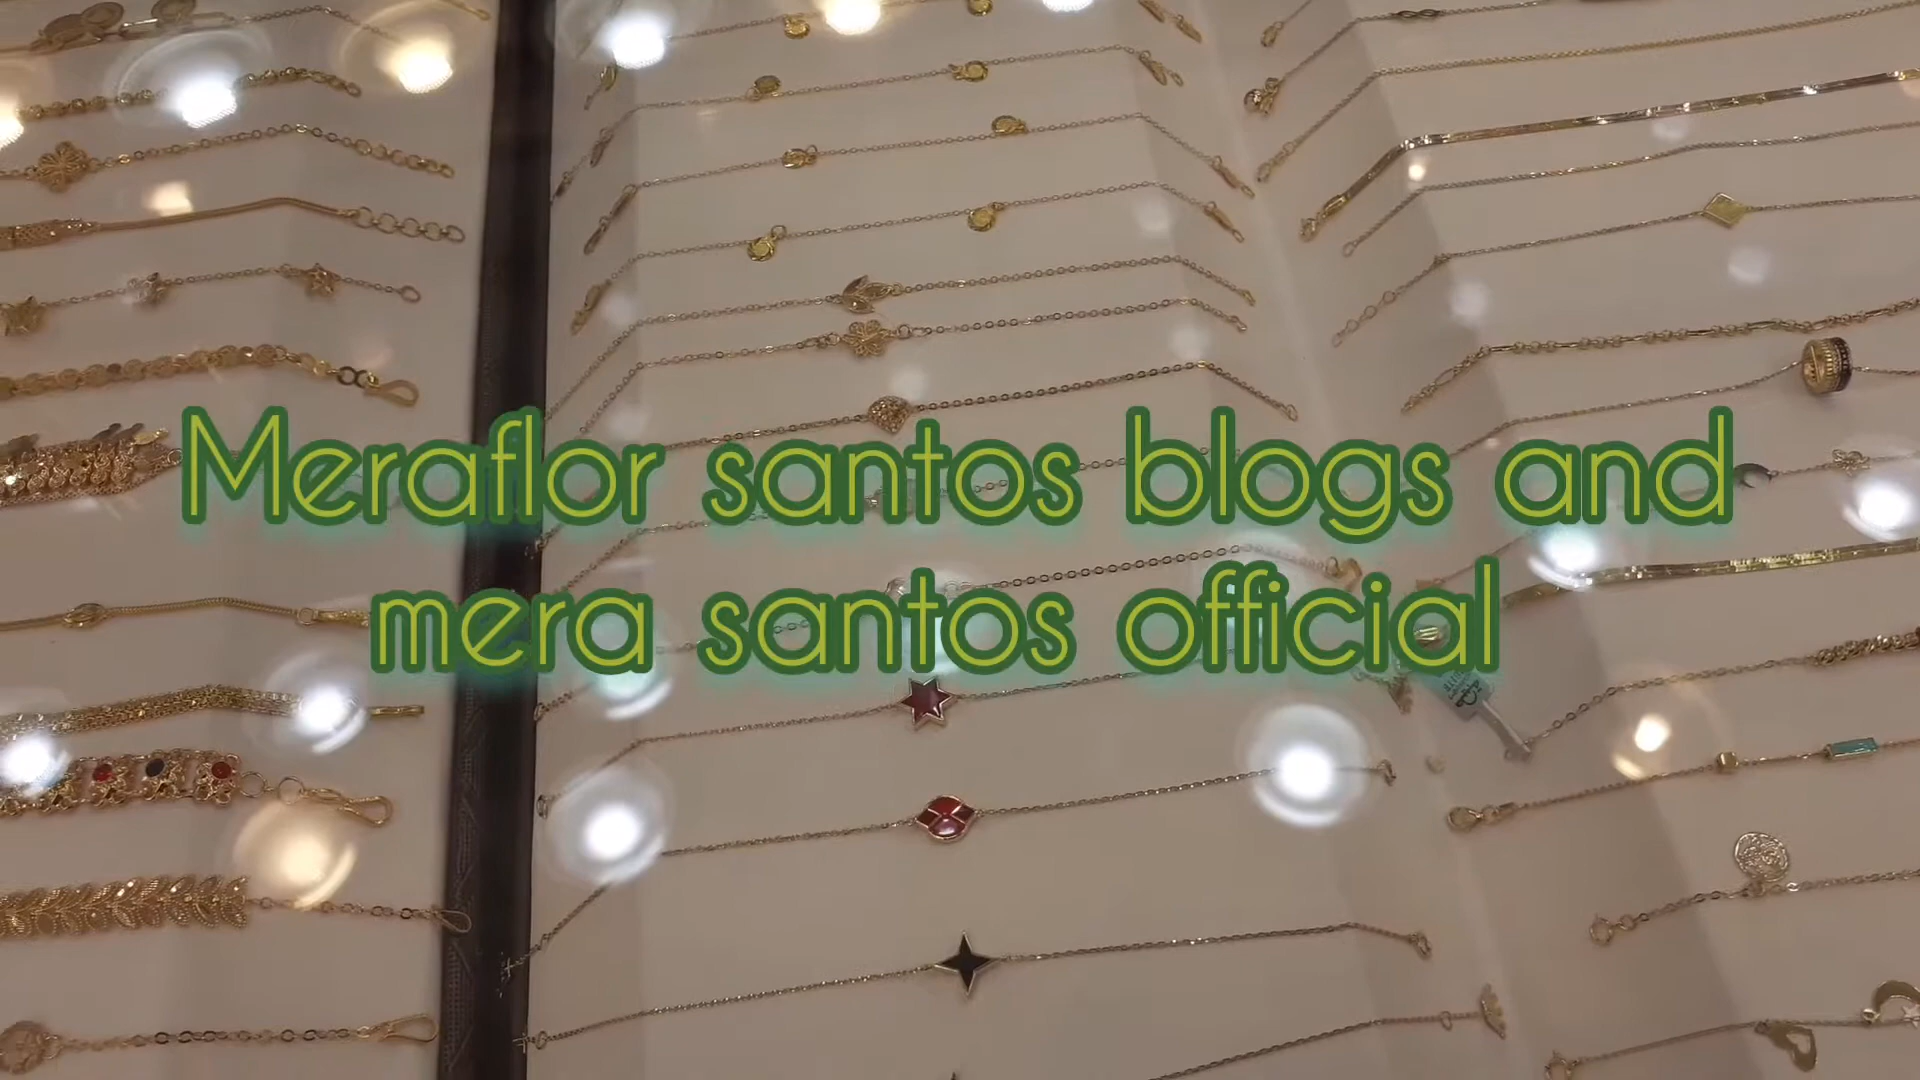 Meraflor santos blogs and
mera santos official